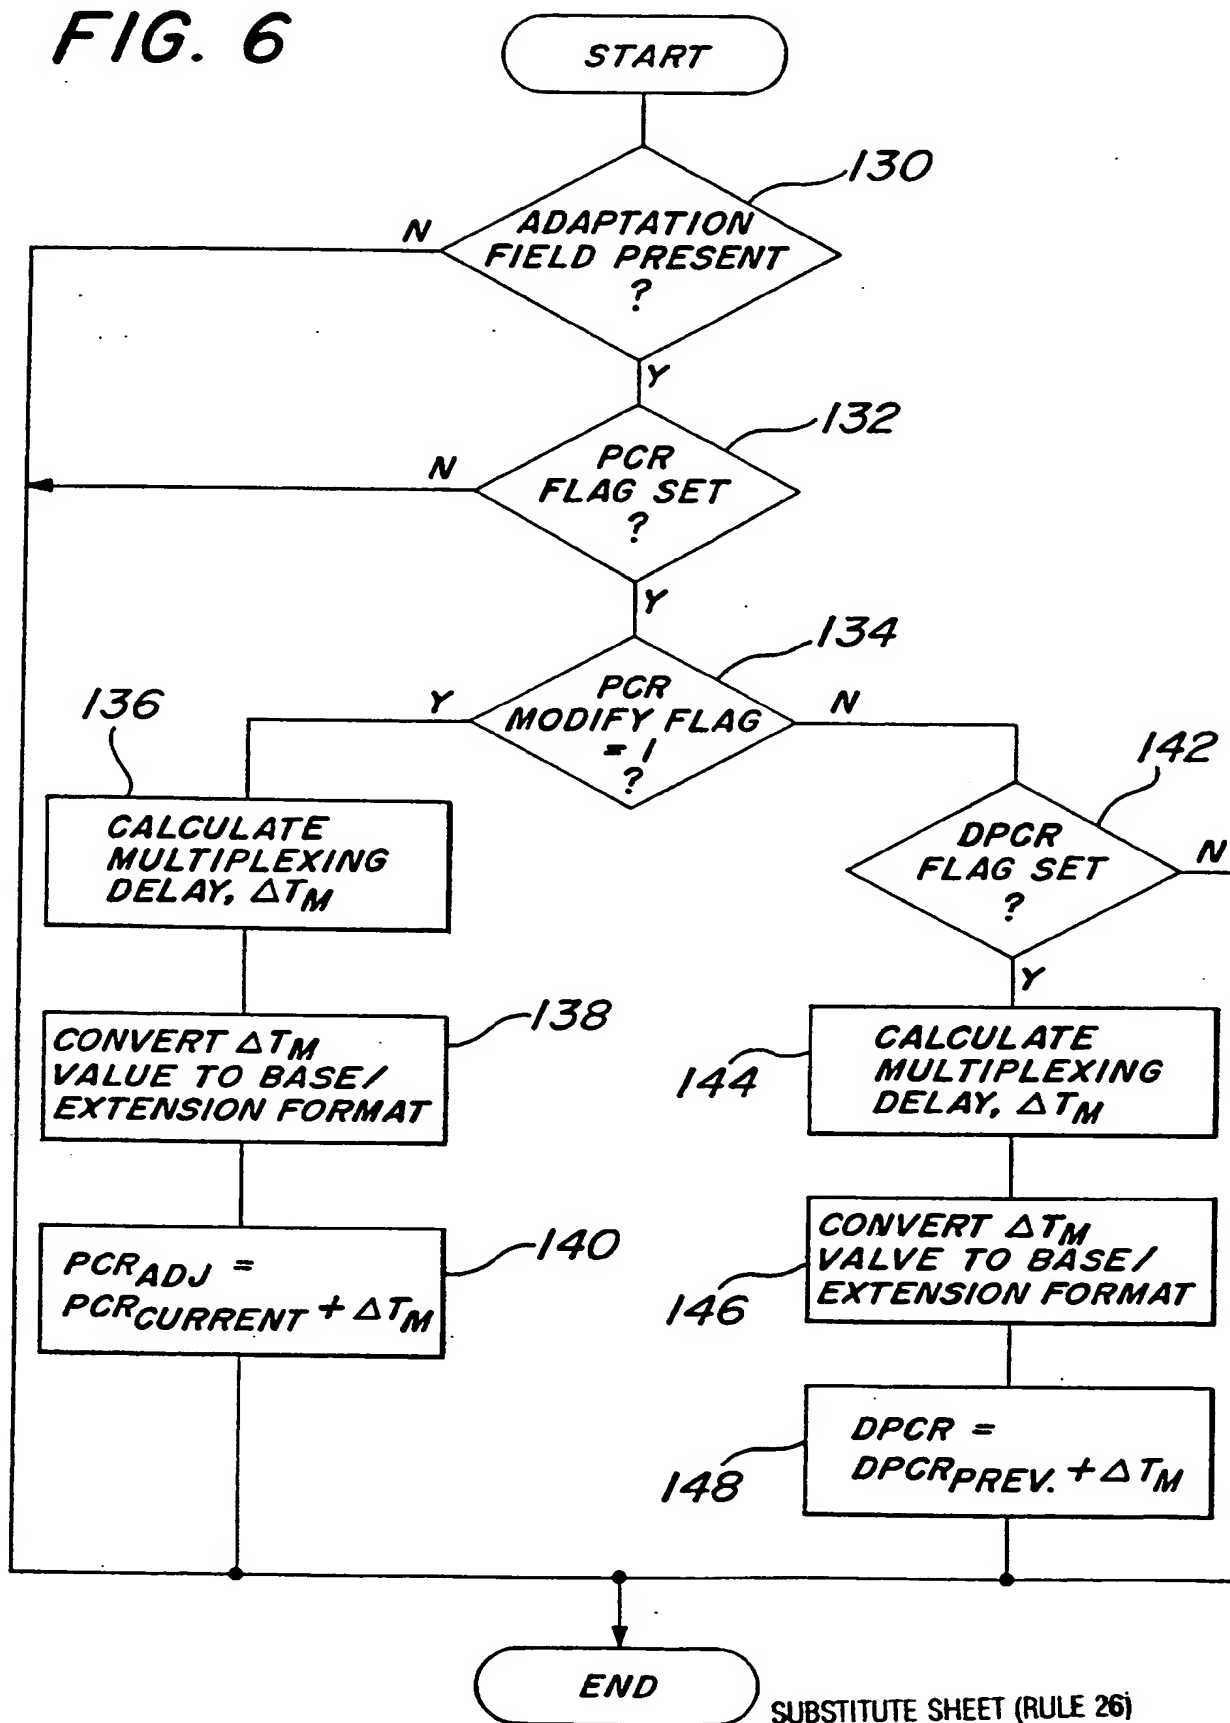 FIG. 6
START
130
N
ADAPTATION
FIELD PRESENT
?
Y
132
N
PCR
FLAG SET
?
Y
134
Y
PCR
MODIFY FLAG
= 1
?
N
136
CALCULATE
MULTIPLEXING
DELAY, ΔTM
142
DPCR
FLAG SET
?
N
Y
138
CONVERT ΔTM
VALUE TO BASE/
EXTENSION FORMAT
144
CALCULATE
MULTIPLEXING
DELAY, ΔTM
140
PCRADJ =
PCRCURRENT + ΔTM
146
CONVERT ΔTM
VALVE TO BASE/
EXTENSION FORMAT
148
DPCR =
DPCRPREV. + ΔTM
END
SUBSTITUTE SHEET (RULE 26)